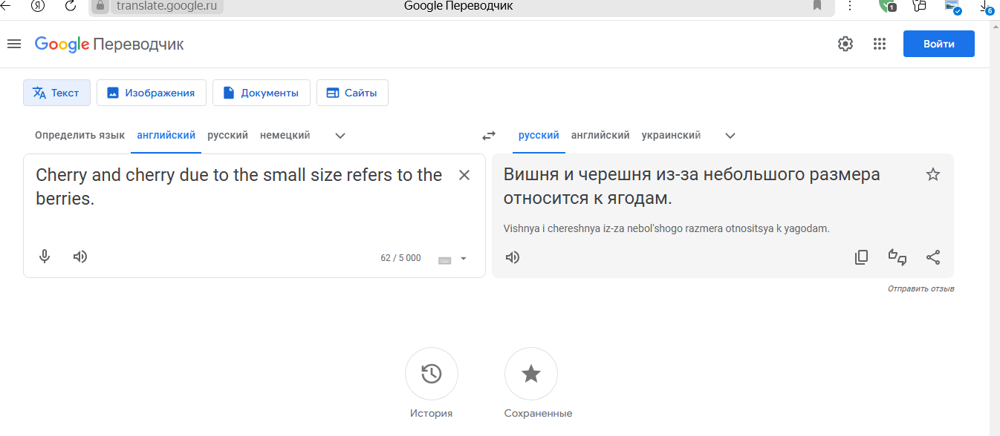 translate.google.ru
Google Переводчик
1
6
Google Переводчик
Войти
Текст
Изображения
Документы
Сайты
Определить язык
английский
русский
немецкий
русский
английский
украинский
Cherry and cherry due to the small size refers to the
berries.
62 / 5 000
Вишня и черешня из-за небольшого размера
относится к ягодам.
Vishnya i chereshnya iz-za nebol'shogo razmera otnositsya k yagodam.
Отправить отзыв
История
Сохраненные